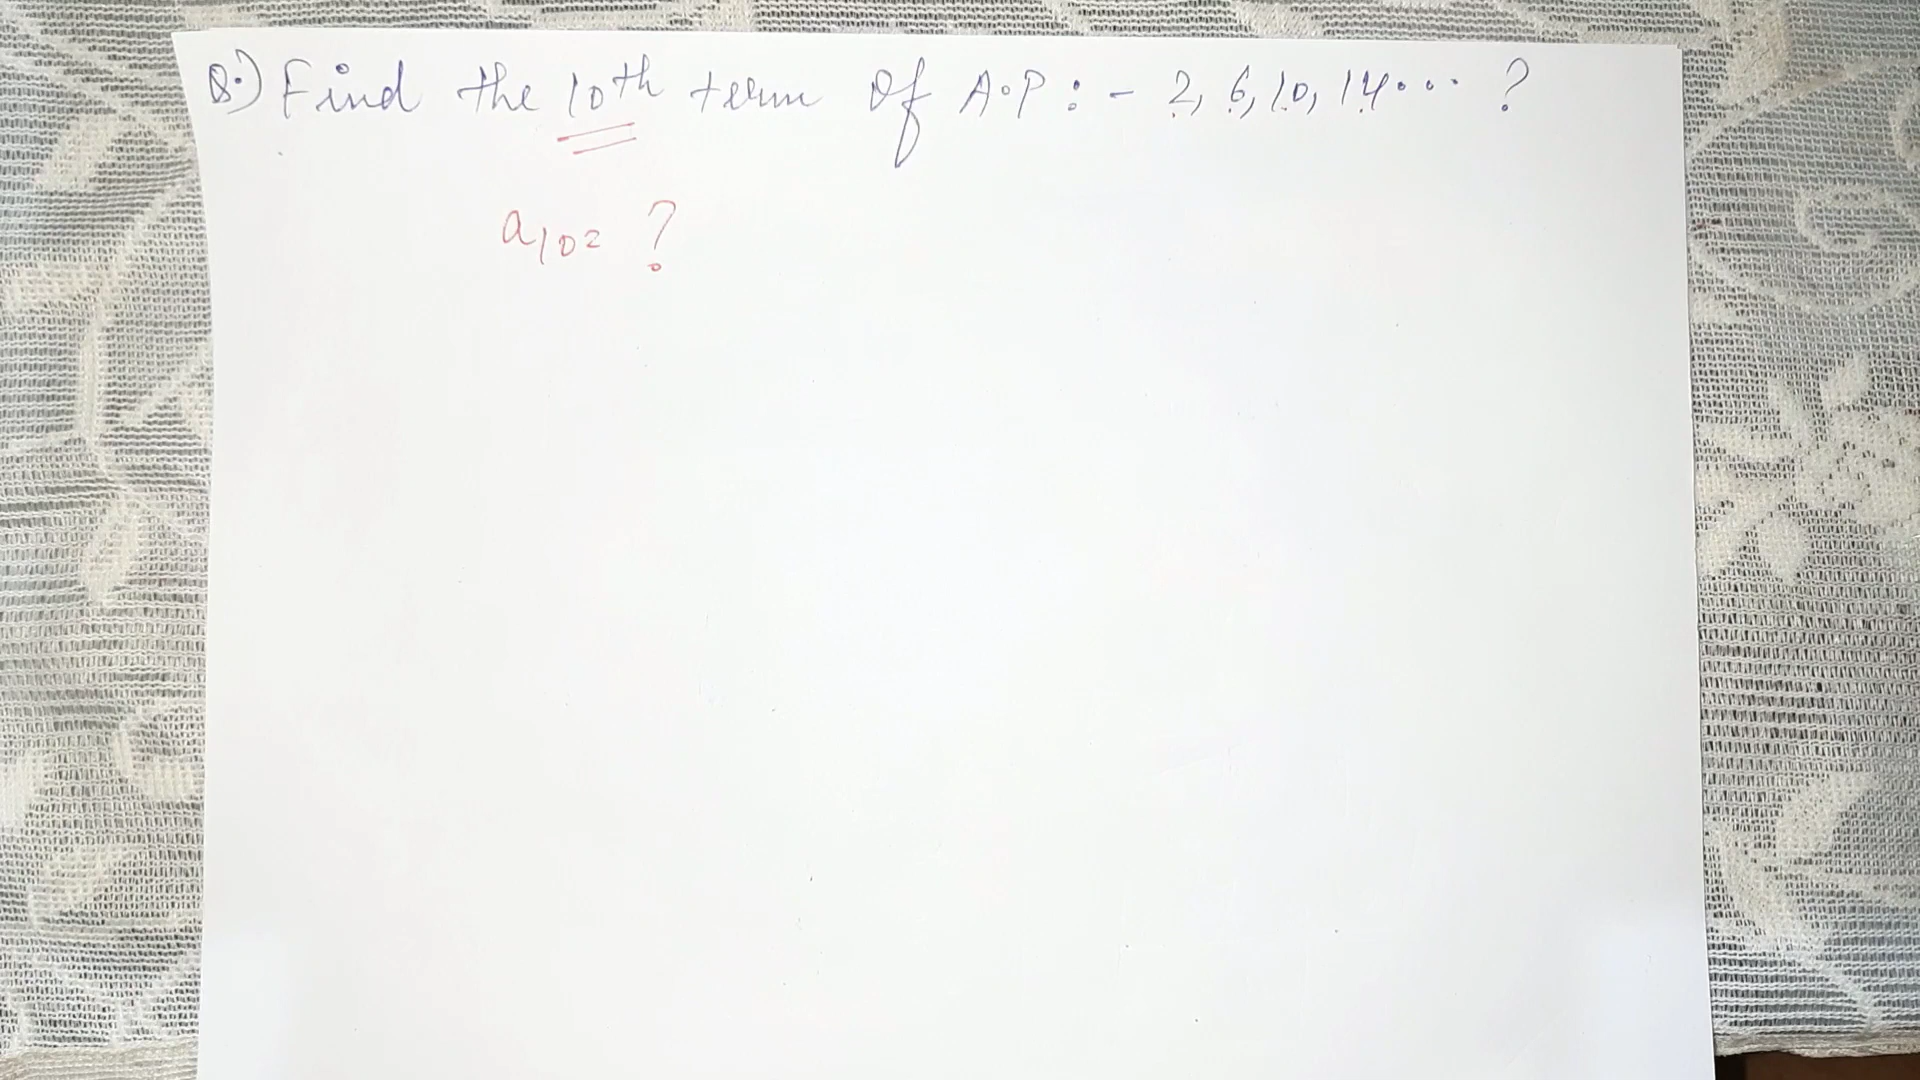 Q.) Find the 10th term of A.P :- 2, 6, 10, 14... ?
a10 = ?